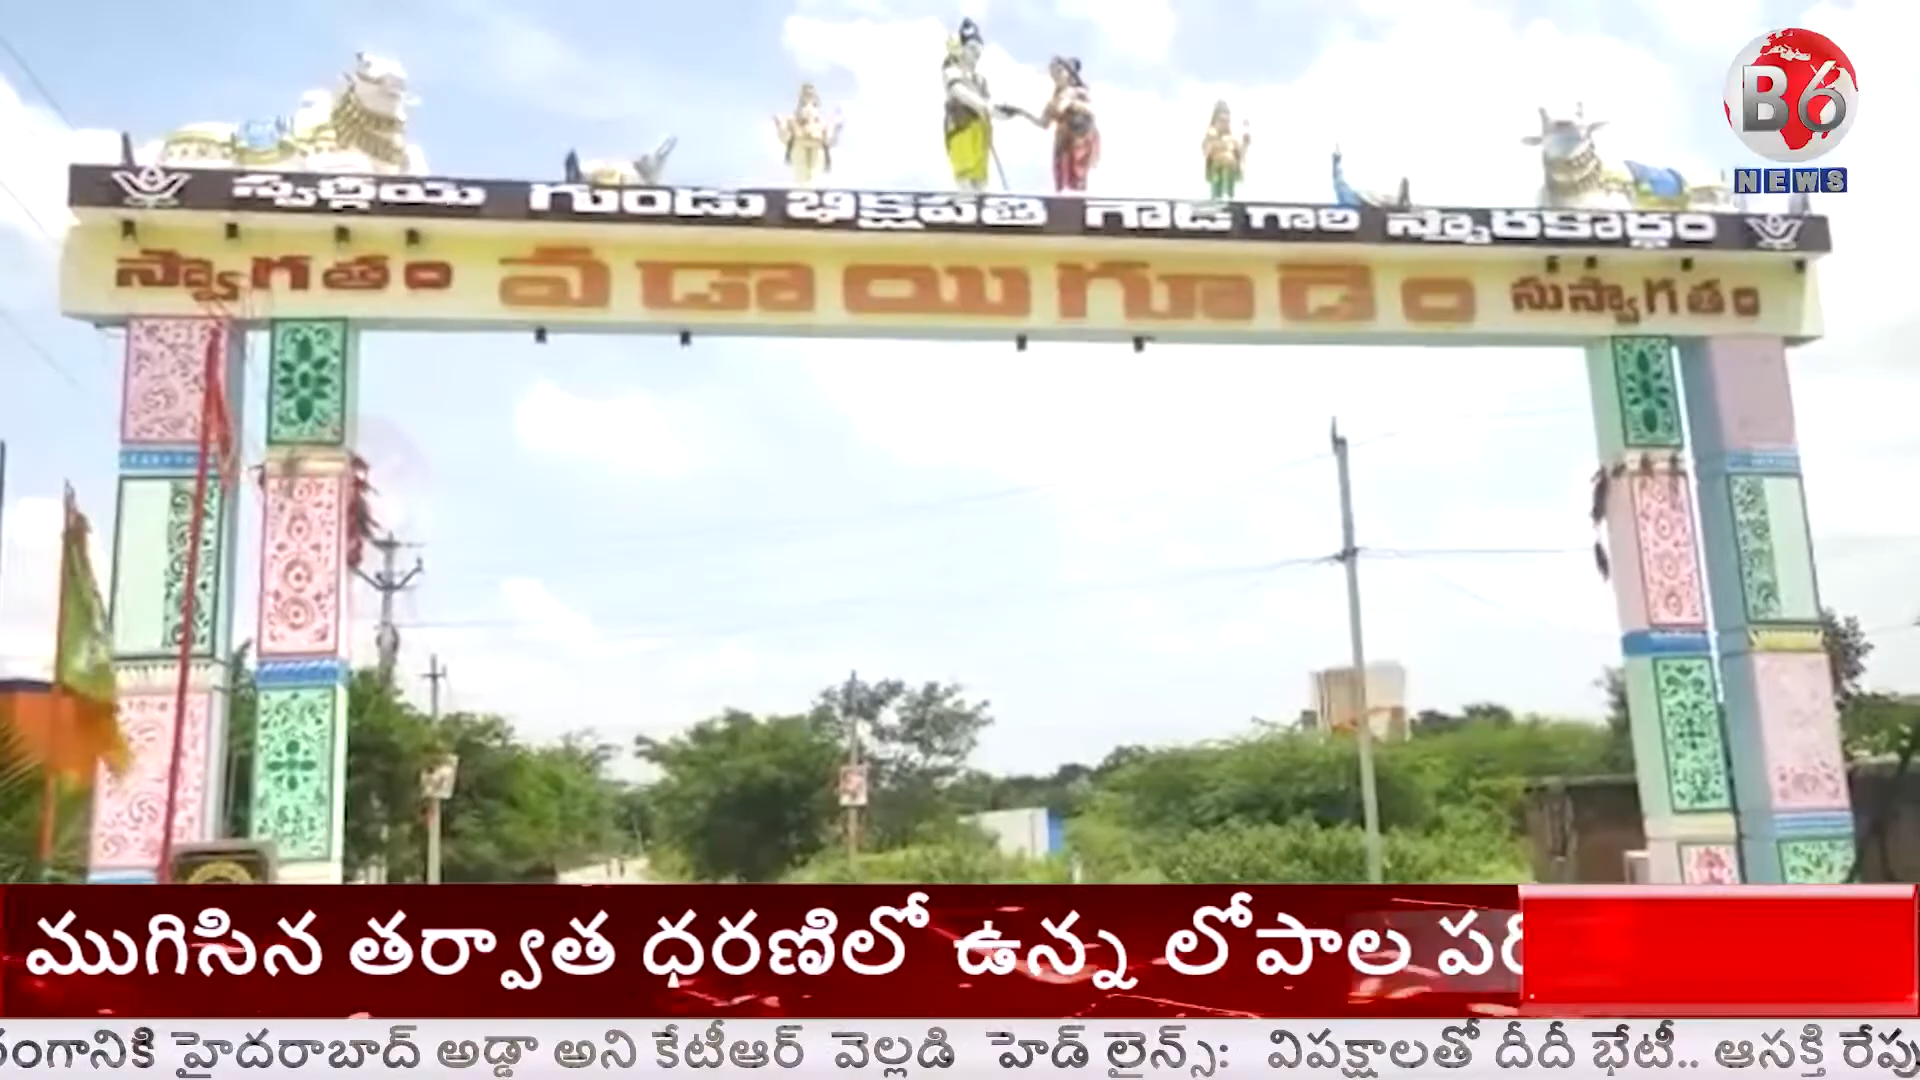 B6
NEWS
స్వర్గీయ గుండు భిక్షపతి గౌడ్ గారి స్మారకార్థం
స్వాగతం వడాయిగూడెం సుస్వాగతం
ముగిసిన తర్వాత ధరణిలో ఉన్న లోపాల
హైదరాబాద్ అడ్డా అని కేటీఆర్ వెల్లడి హెడ్ లైన్స్: విపక్షాలతో దీదీ భేటీ.. ఆసక్తి